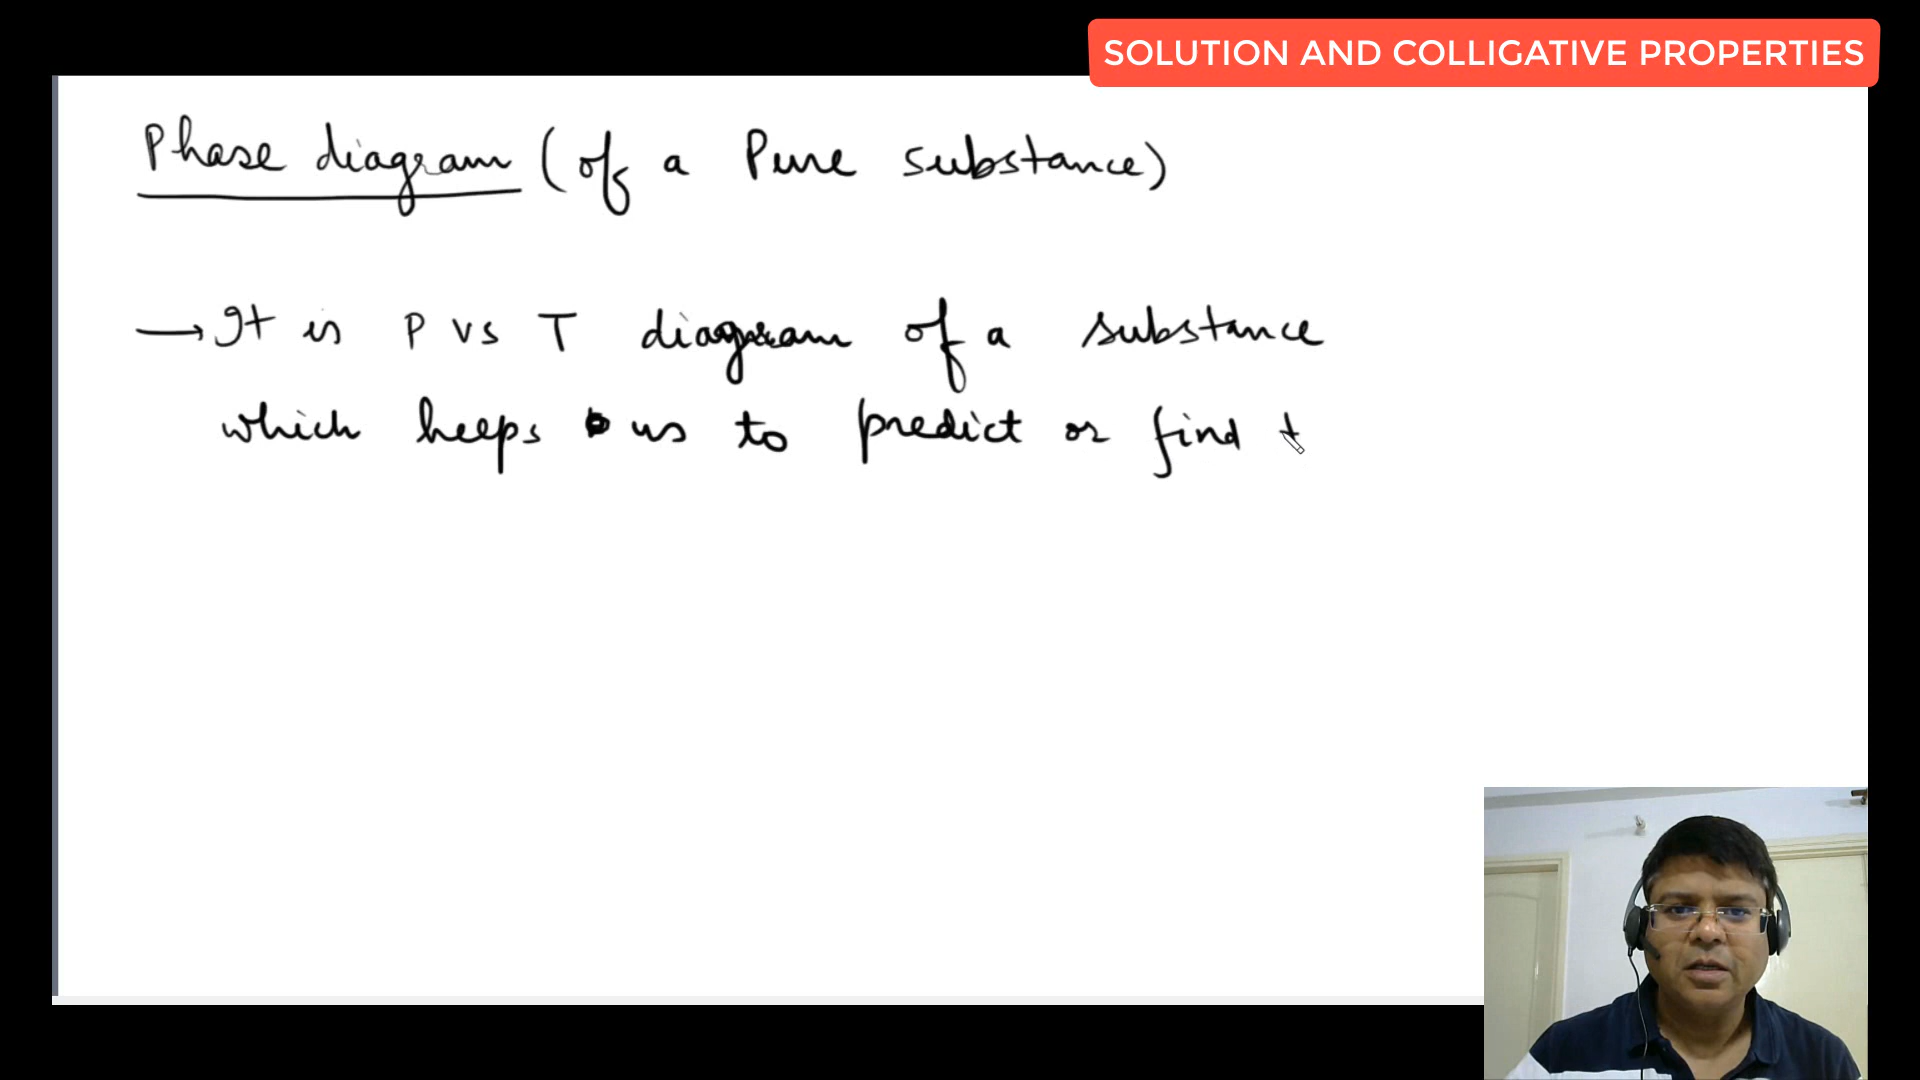 SOLUTION AND COLLIGATIVE PROPERTIES
Phase diagram (of a Pure substance)
→ It is P vs T diagram of a substance
which heeps us to predict or find t